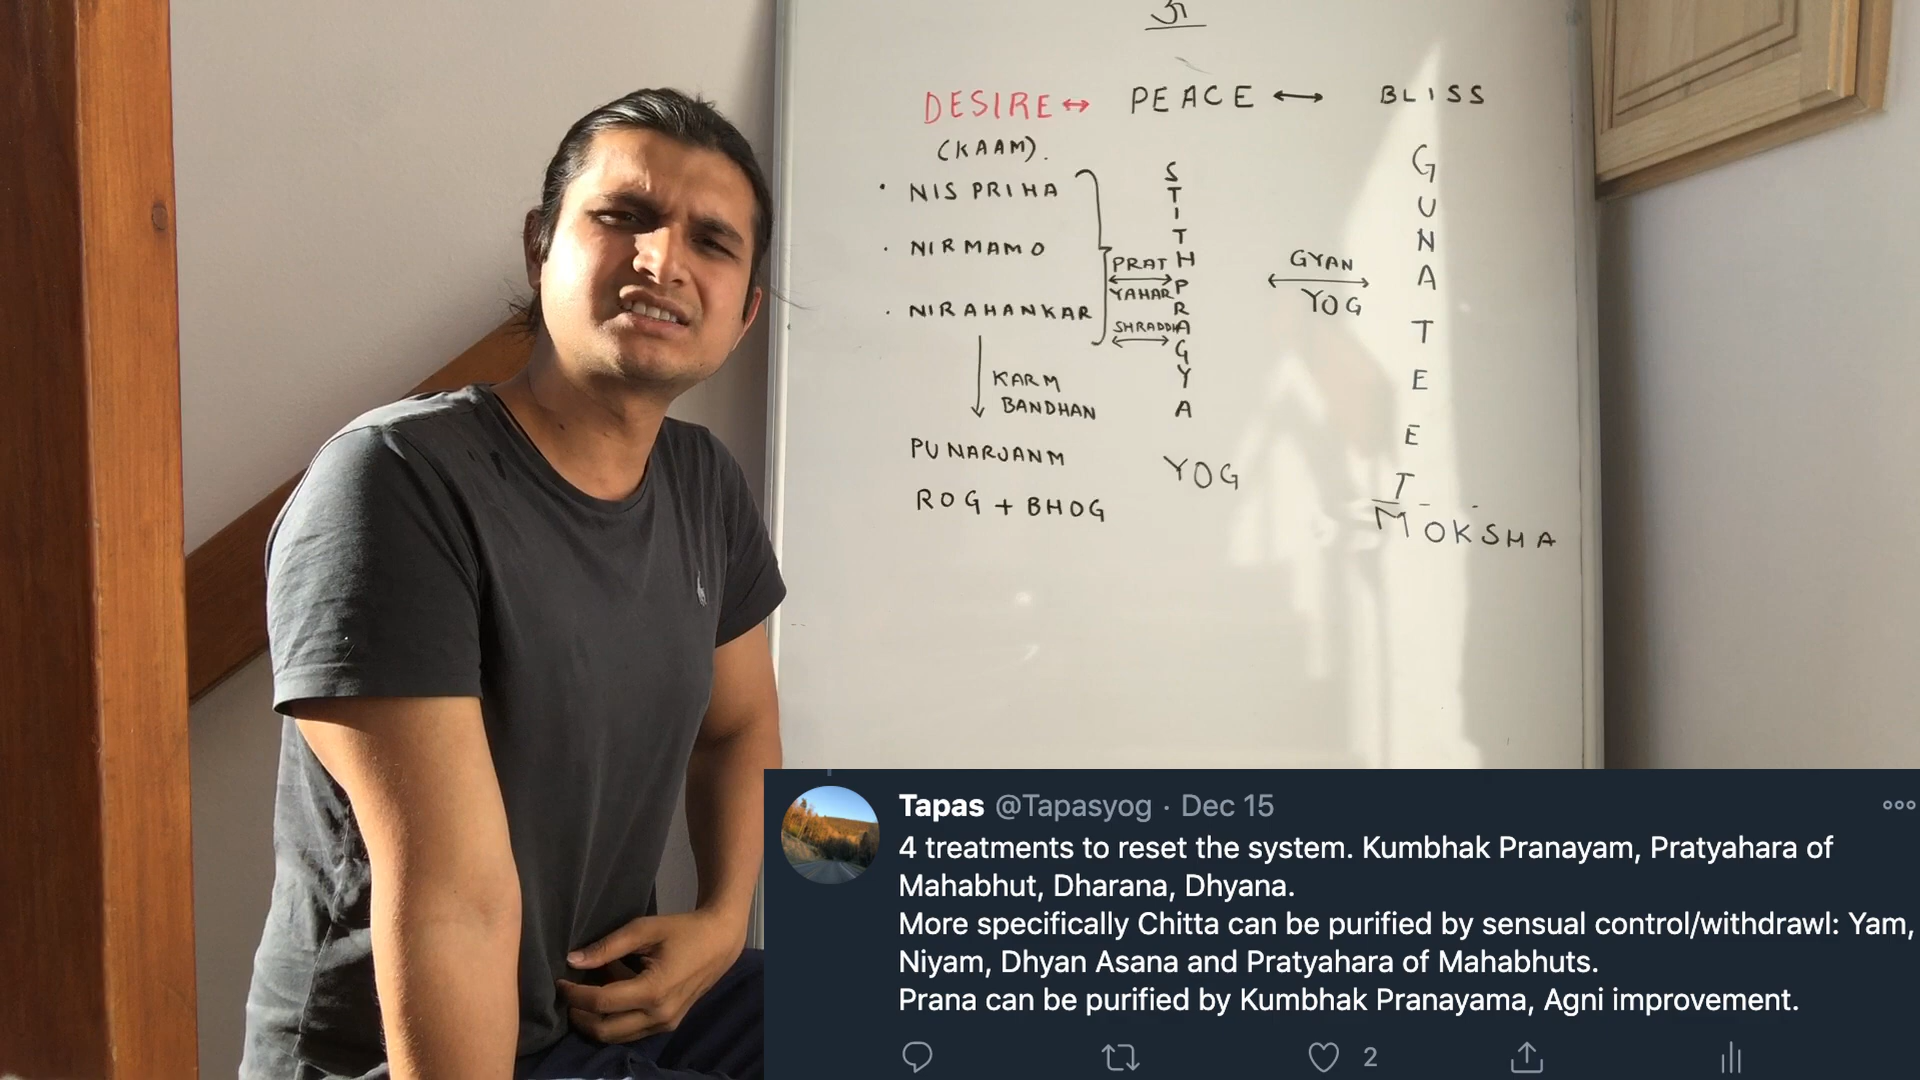 ॐ
DESIRE ↔ PEACE ↔ BLISS
(KAAM).
• NISPRIHA
• NIRMAMO
• NIRAHANKAR
KARM
BANDHAN
PUNARJANM
ROG + BHOG
PRAT
YAHAR
SHRADDHA
STITHPRAGYA
YOG
GYAN
YOG
GUNATEET
MOKSHA
Tapas @Tapasyog · Dec 15
4 treatments to reset the system. Kumbhak Pranayam, Pratyahara of
Mahabhut, Dharana, Dhyana.
More specifically Chitta can be purified by sensual control/withdrawl: Yam,
Niyam, Dhyan Asana and Pratyahara of Mahabhuts.
Prana can be purified by Kumbhak Pranayama, Agni improvement.
2